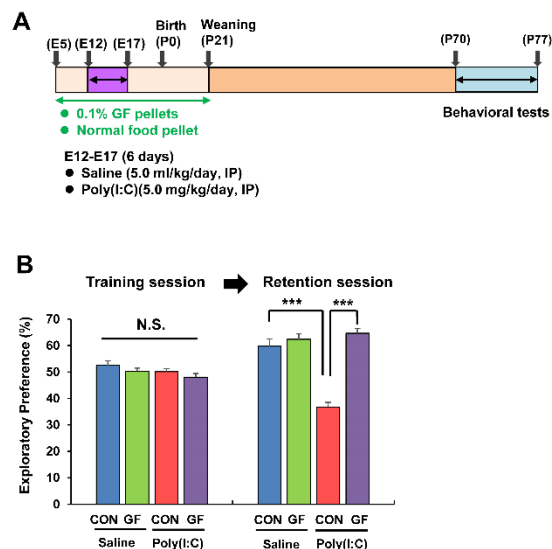 A
Birth
Weaning
(E5) (E12) (E17) (P0) (P21) (P70) (P77)
● 0.1% GF pellets
● Normal food pellet
Behavioral tests
E12-E17 (6 days)
● Saline (5.0 ml/kg/day, IP)
● Poly(I:C)(5.0 mg/kg/day, IP)
B
Training session Retention session
Exploratory Preference (%)
70
60
50
40
30
20
10
0
N.S.
*** ***
CON GF CON GF CON GF CON GF
Saline Poly(I:C) Saline Poly(I:C)